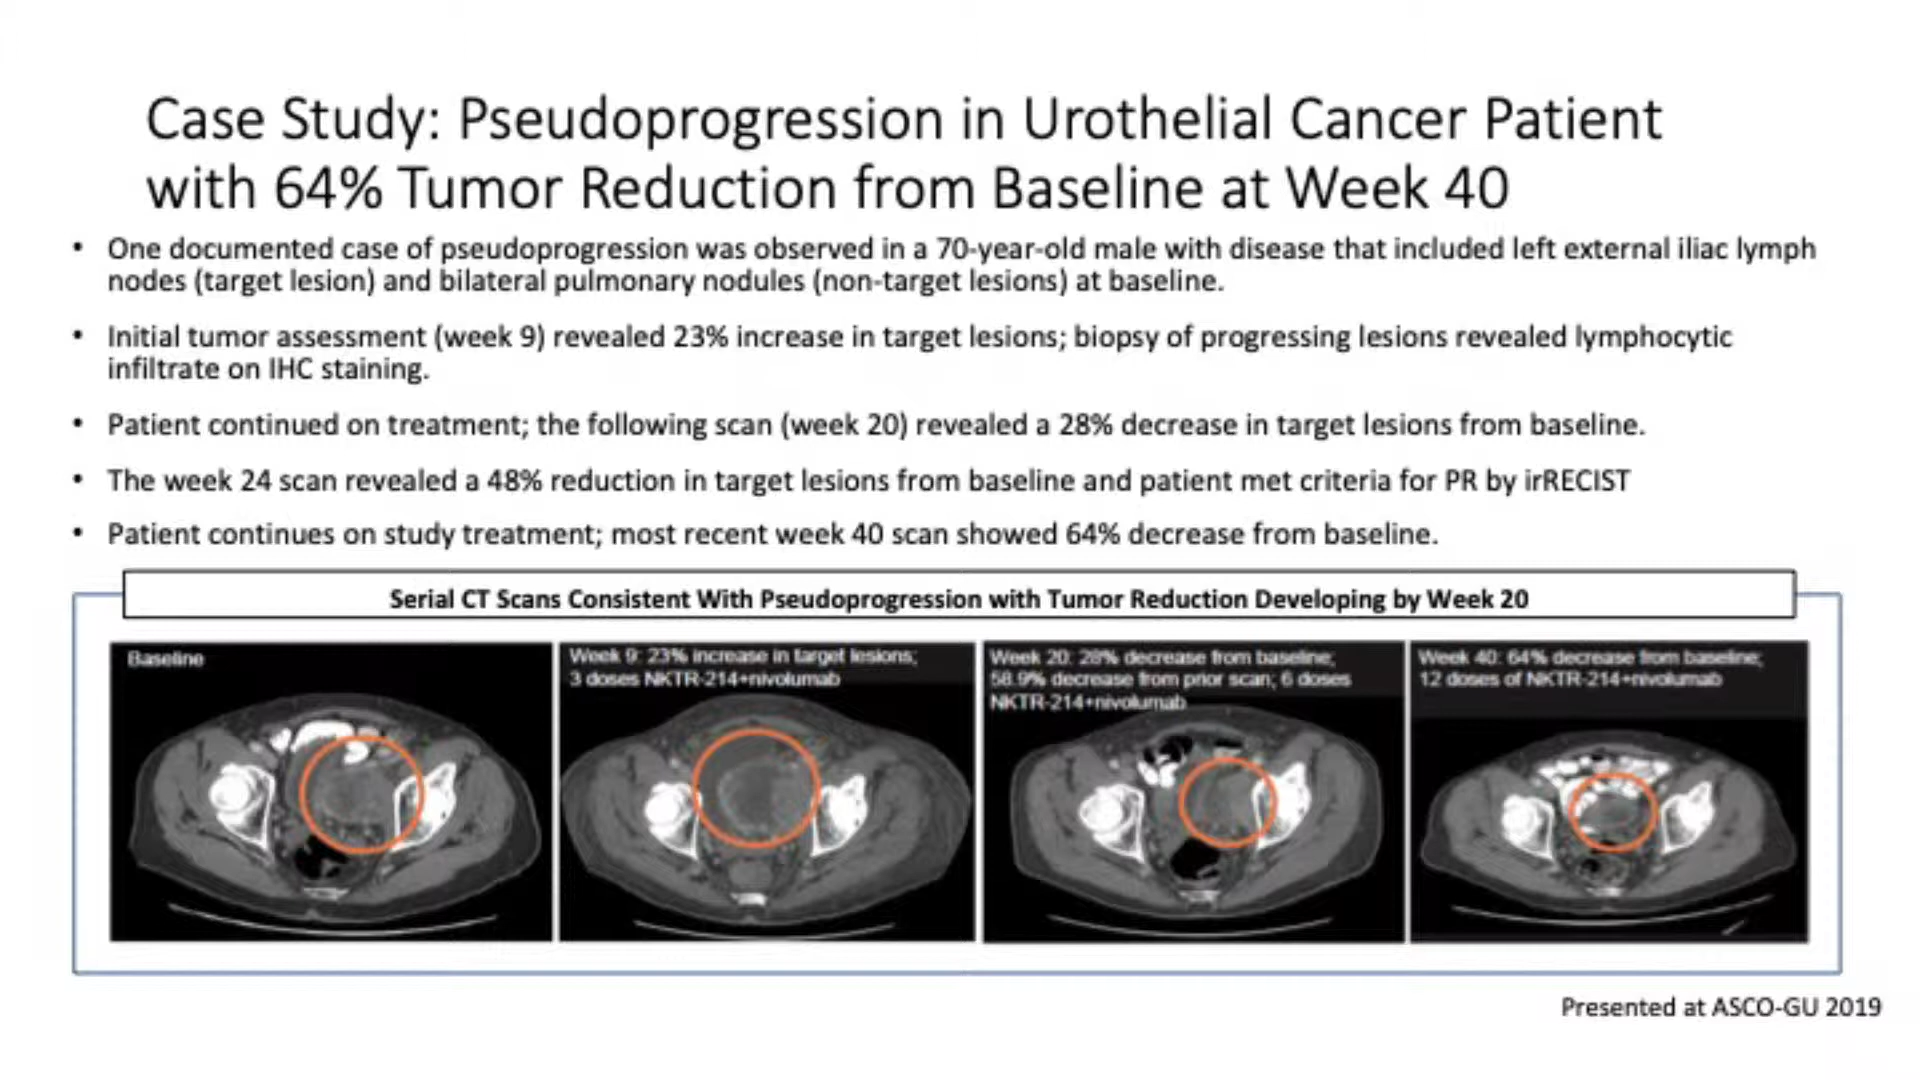 Case Study: Pseudoprogression in Urothelial Cancer Patient
with 64% Tumor Reduction from Baseline at Week 40
• One documented case of pseudoprogression was observed in a 70-year-old male with disease that included left external iliac lymph
nodes (target lesion) and bilateral pulmonary nodules (non-target lesions) at baseline.
• Initial tumor assessment (week 9) revealed 23% increase in target lesions; biopsy of progressing lesions revealed lymphocytic
infiltrate on IHC staining.
• Patient continued on treatment; the following scan (week 20) revealed a 28% decrease in target lesions from baseline.
• The week 24 scan revealed a 48% reduction in target lesions from baseline and patient met criteria for PR by irRECIST
• Patient continues on study treatment; most recent week 40 scan showed 64% decrease from baseline.
Serial CT Scans Consistent With Pseudoprogression with Tumor Reduction Developing by Week 20
Baseline
Week 9: 23% increase in target lesions;
3 doses NKTR-214+nivolumab
Week 20: 28% decrease from baseline;
58.9% decrease from prior scan; 6 doses
NKTR-214+nivolumab
Week 40: 64% decrease from baseline;
12 doses of NKTR-214+nivolumab
Presented at ASCO-GU 2019